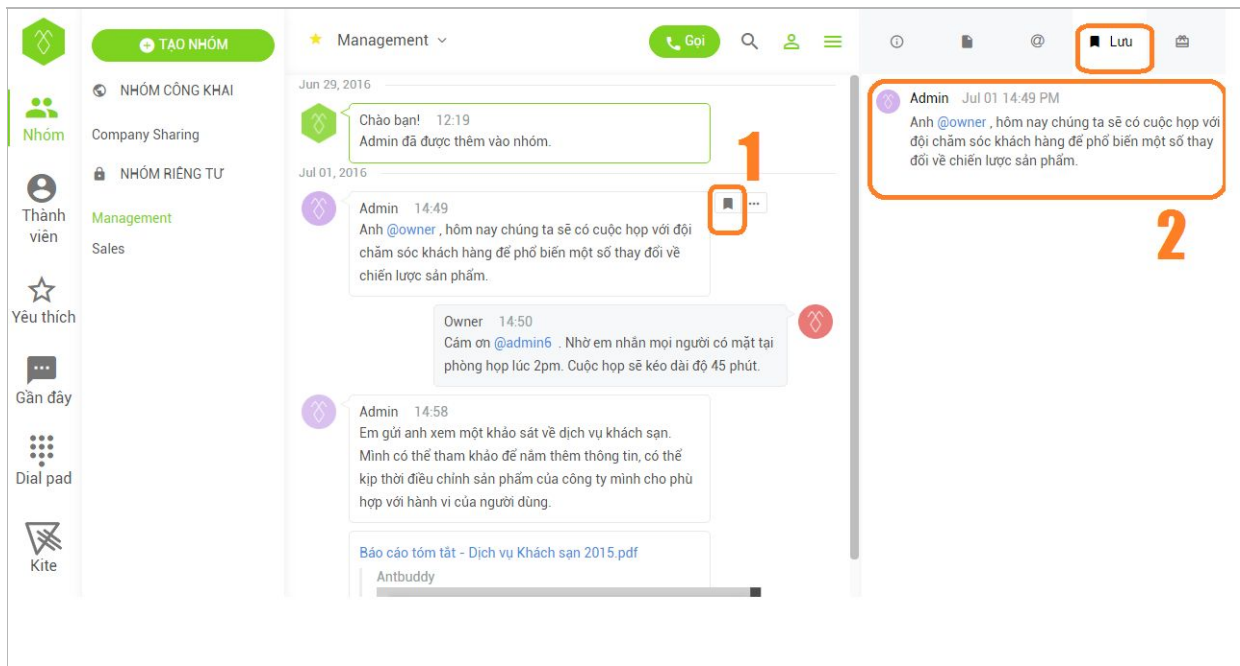 TẠO NHÓM
Management
Gọi
@
Lưu
Nhóm
Thành
viên
Yêu thích
Gần đây
Dial pad
Kite
NHÓM CÔNG KHAI
Company Sharing
NHÓM RIÊNG TƯ
Management
Sales
Jun 29, 2016
Chào bạn! 12:19
Admin đã được thêm vào nhóm.
Jul 01, 2016
1
Admin 14:49
Anh @owner , hôm nay chúng ta sẽ có cuộc họp với đội
chăm sóc khách hàng để phổ biến một số thay đổi về
chiến lược sản phẩm.
Owner 14:50
Cám ơn @admin6 . Nhờ em nhắn mọi người có mặt tại
phòng họp lúc 2pm. Cuộc họp sẽ kéo dài độ 45 phút.
Admin 14:58
Em gửi anh xem một khảo sát về dịch vụ khách sạn.
Mình có thể tham khảo để nắm thêm thông tin, có thể
kịp thời điều chỉnh sản phẩm của công ty mình cho phù
hợp với hành vi của người dùng.
Báo cáo tóm tắt - Dịch vụ Khách sạn 2015.pdf
Antbuddy
Admin Jul 01 14:49 PM
Anh @owner , hôm nay chúng ta sẽ có cuộc họp với
đội chăm sóc khách hàng để phổ biến một số thay
đổi về chiến lược sản phẩm.
2